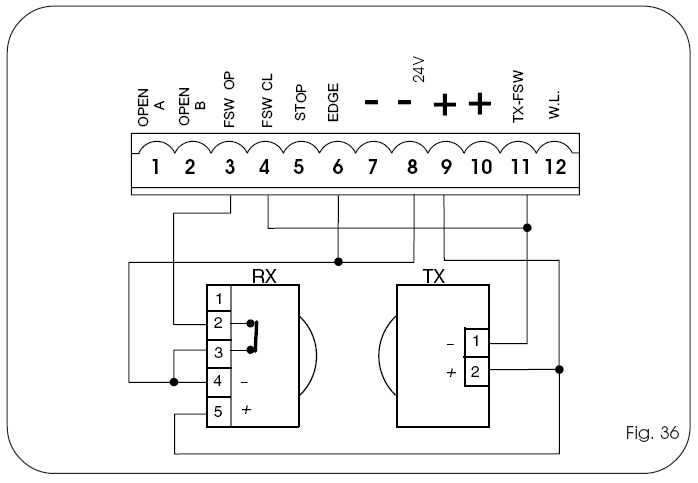 OPEN A
OPEN B
FSW OP
FSW CL
STOP
EDGE
-
-
24V
+
+
TX-FSW
W.L.
1 2 3 4 5 6 7 8 9 10 11 12
RX
TX
1
2
3
4 -
5 +
- 1
+ 2
Fig. 36